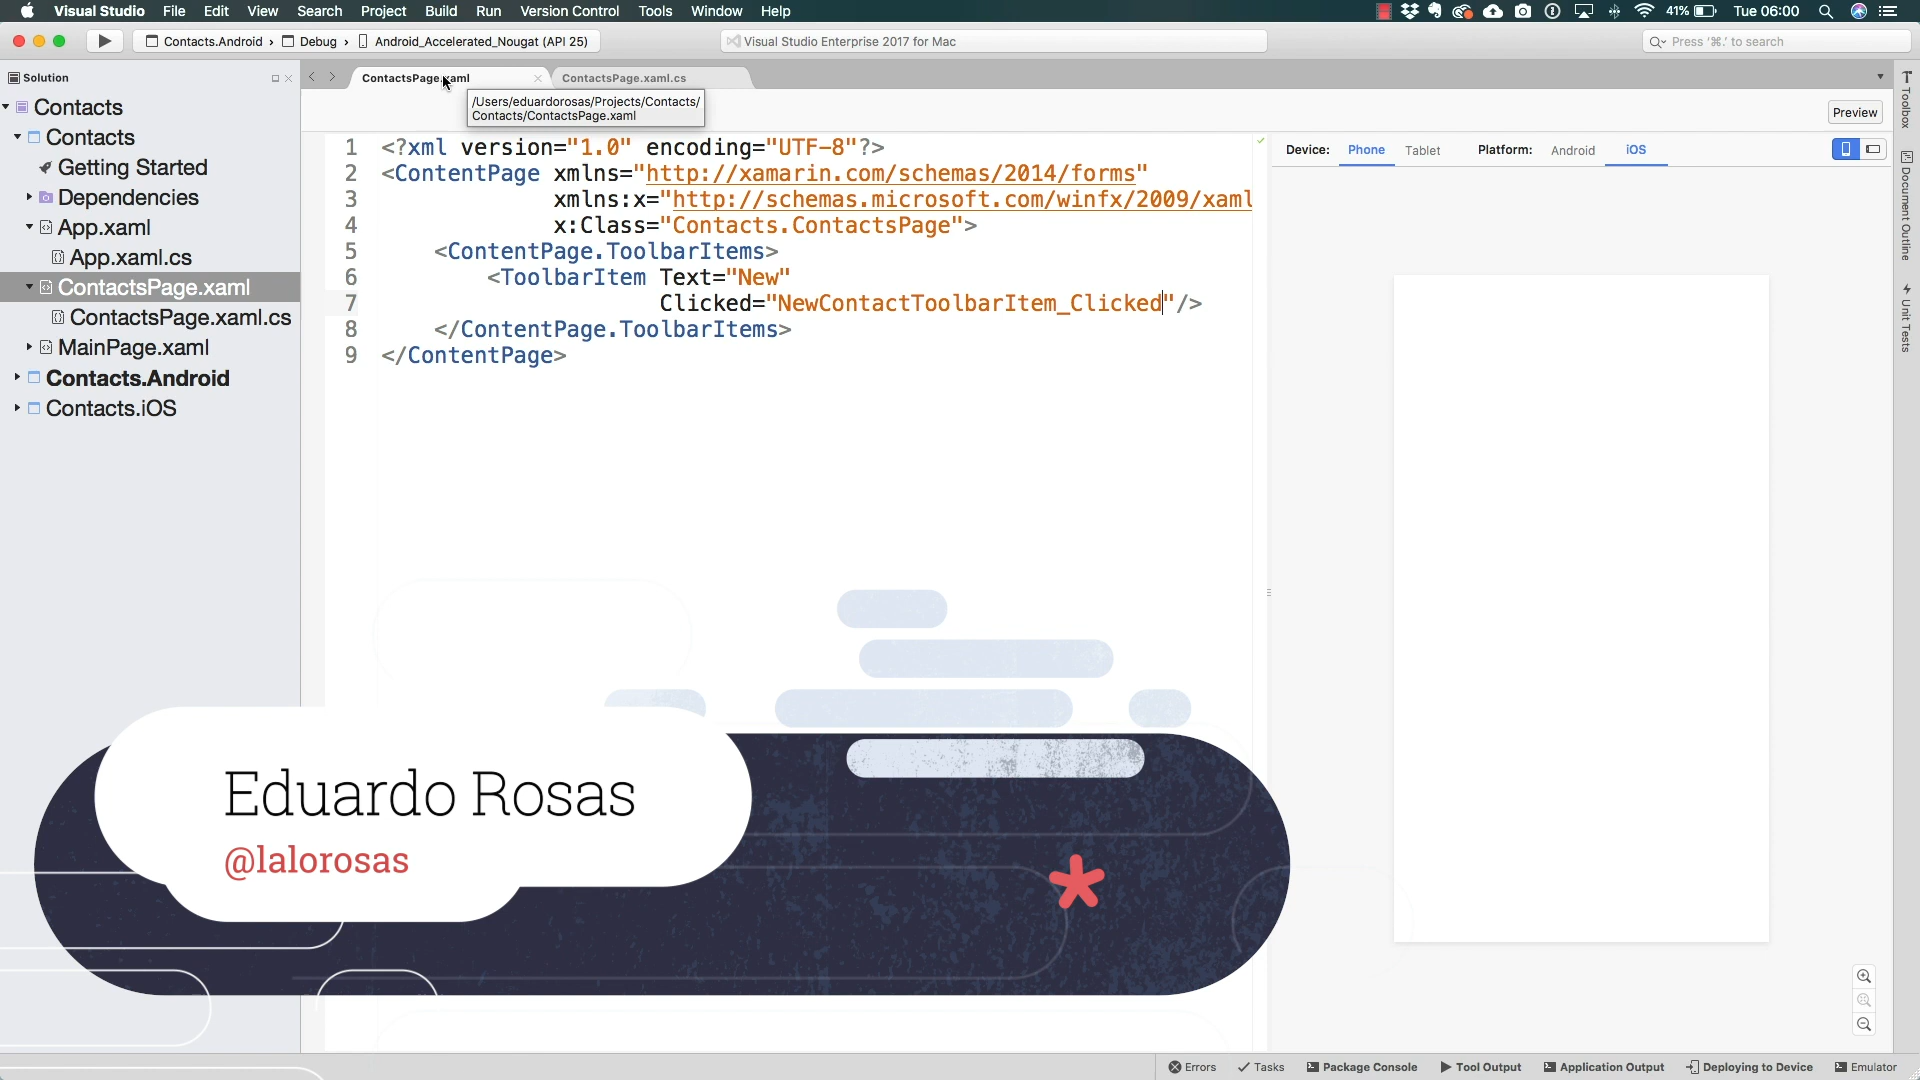 Visual Studio File Edit View Search Project Build Run Version Control Tools Window Help 41% Tue 06:00
Contacts.Android › Debug › Android_Accelerated_Nougat (API 25) Visual Studio Enterprise 2017 for Mac Press '⌘.' to search
Solution
ContactsPage.xaml
ContactsPage.xaml.cs
/Users/eduardorosas/Projects/Contacts/
Contacts/ContactsPage.xaml
Contacts
Contacts
Getting Started
Dependencies
App.xaml
App.xaml.cs
ContactsPage.xaml
ContactsPage.xaml.cs
MainPage.xaml
Contacts.Android
Contacts.iOS
1 <?xml version="1.0" encoding="UTF-8"?>
2 <ContentPage xmlns="http://xamarin.com/schemas/2014/forms"
3 xmlns:x="http://schemas.microsoft.com/winfx/2009/xaml
4 x:Class="Contacts.ContactsPage">
5 <ContentPage.ToolbarItems>
6 <ToolbarItem Text="New"
7 Clicked="NewContactToolbarItem_Clicked"/>
8 </ContentPage.ToolbarItems>
9 </ContentPage>
Preview
Device: Phone Tablet Platform: Android iOS
Toolbox
Document Outline
Unit Tests
Eduardo Rosas
@lalorosas
Errors Tasks Package Console Tool Output Application Output Deploying to Device Emulator